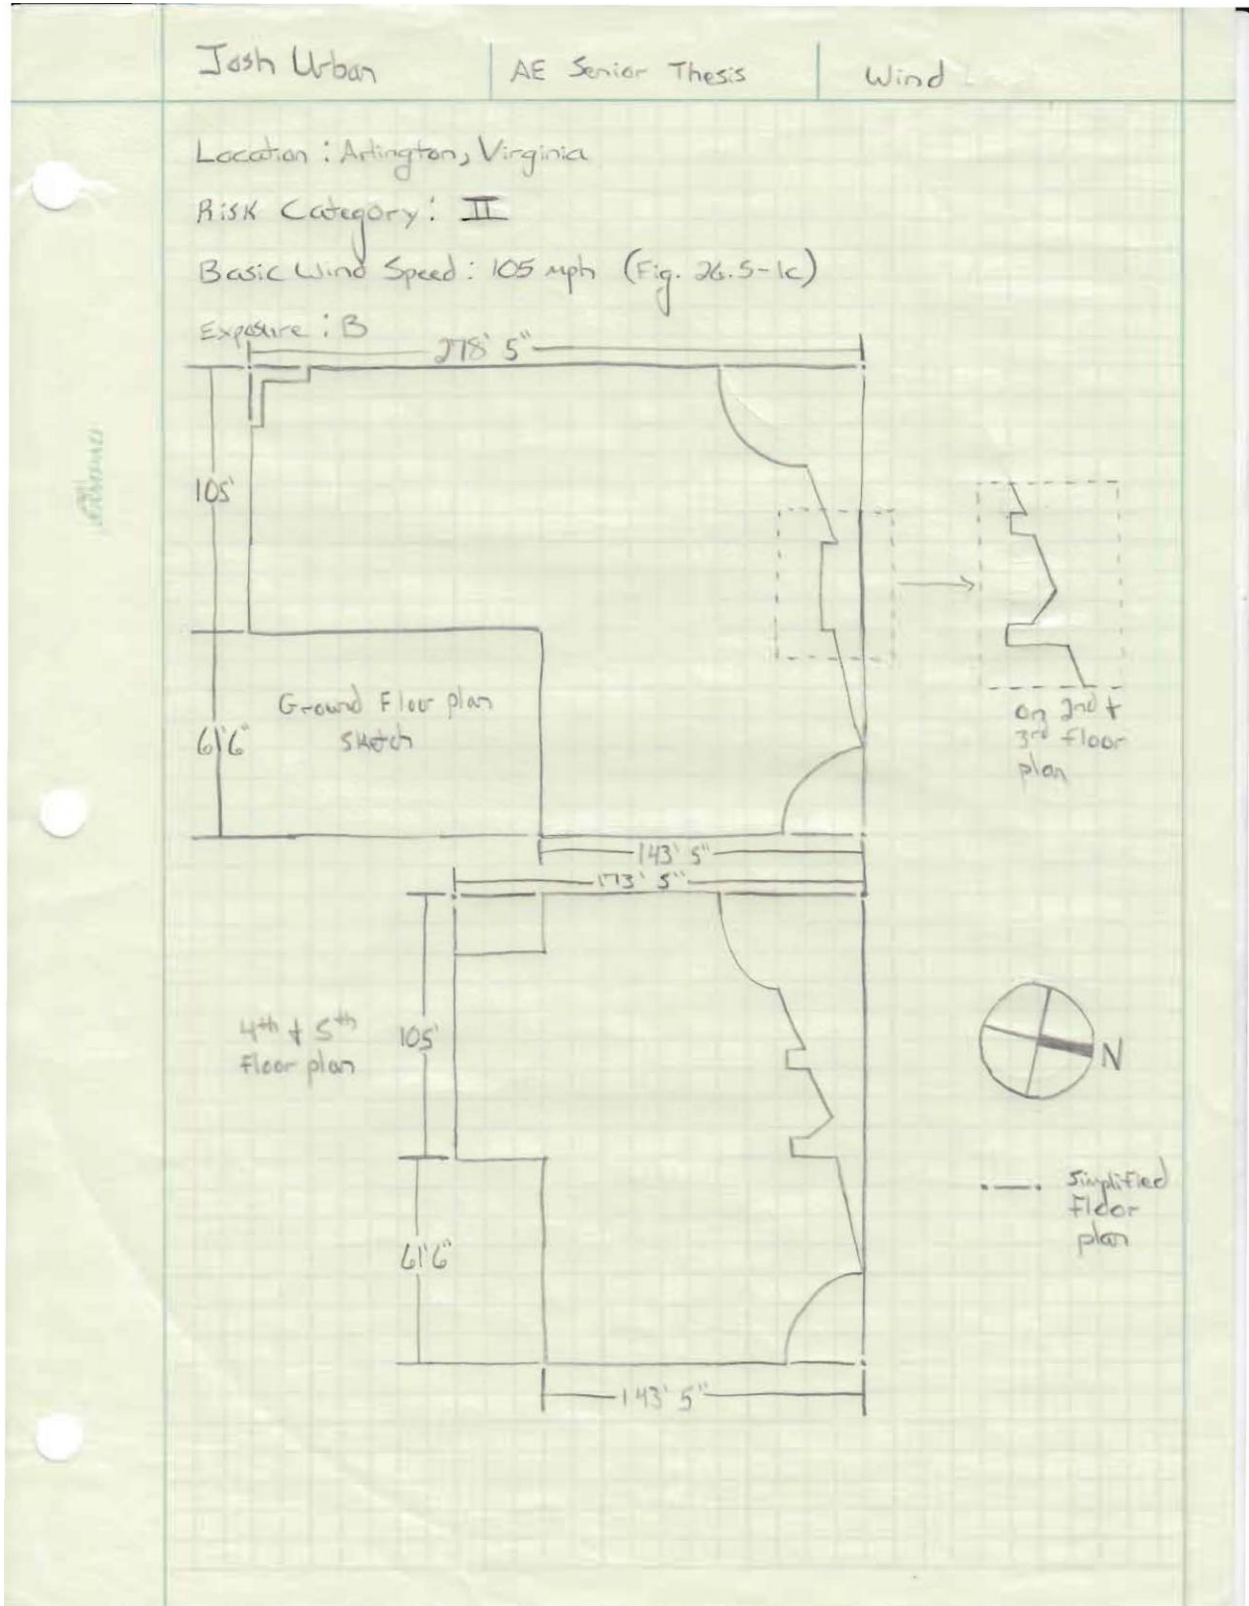 Josh Urban
AE Senior Thesis
Wind
Location : Arlington, Virginia
Risk Category : II
Basic Wind Speed : 105 mph (Fig. 26.5-1c)
Exposure : B
278' 5"
105'
Ground Floor plan
Sketch
61'6"
on 2nd +
3rd floor
plan
143' 5"
173' 5"
4th + 5th
floor plan
105'
N
Simplified
floor
plan
61'6"
143' 5"